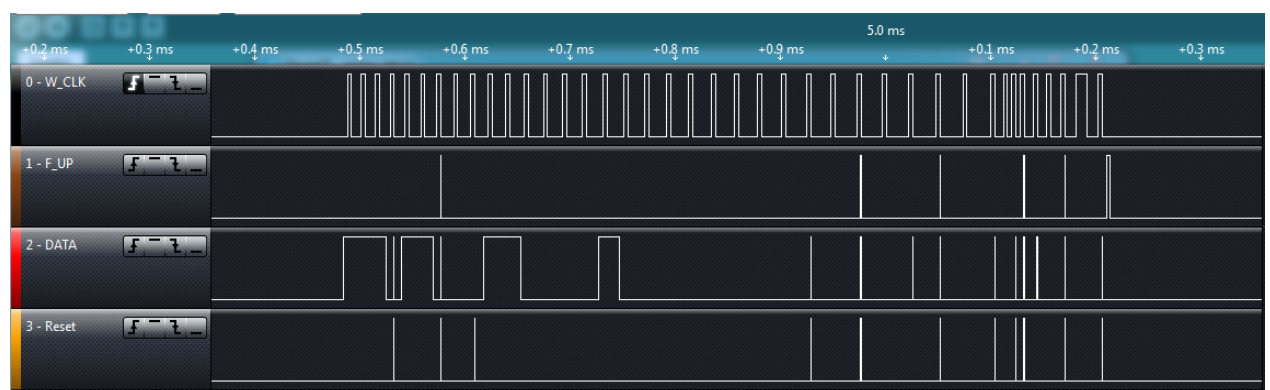 5.0 ms
+0.2 ms +0.3 ms +0.4 ms +0.5 ms +0.6 ms +0.7 ms +0.8 ms +0.9 ms +0.1 ms +0.2 ms +0.3 ms
0 - W_CLK
1 - F_UP
2 - DATA
3 - Reset